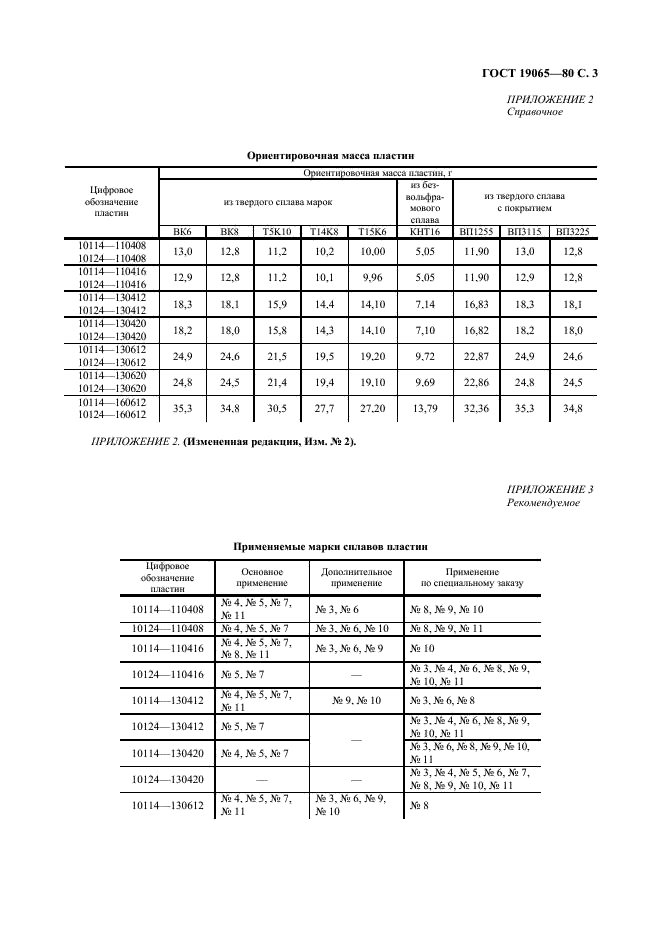 ГОСТ 19065—80 С. 3
ПРИЛОЖЕНИЕ 2
Справочное
Ориентировочная масса пластин
Цифровое обозначение пластин
Ориентировочная масса пластин, г
из твердого сплава марок
из без-
вольфра-
мового
сплава
из твердого сплава
с покрытием
ВК6 ВК8 Т5К10 Т14К8 Т15К6 КНТ16 ВП1255 ВП3115 ВП3225
10114—110408
10124—110408
13,0 12,8 11,2 10,2 10,00 5,05 11,90 13,0 12,8
10114—110416
10124—110416
12,9 12,8 11,2 10,1 9,96 5,05 11,90 12,9 12,8
10114—130412
10124—130412
18,3 18,1 15,9 14,4 14,10 7,14 16,83 18,3 18,1
10114—130420
10124—130420
18,2 18,0 15,8 14,3 14,10 7,10 16,82 18,2 18,0
10114—130612
10124—130612
24,9 24,6 21,5 19,5 19,20 9,72 22,87 24,9 24,6
10114—130620
10124—130620
24,8 24,5 21,4 19,4 19,10 9,69 22,86 24,8 24,5
10114—160612
10124—160612
35,3 34,8 30,5 27,7 27,20 13,79 32,36 35,3 34,8
ПРИЛОЖЕНИЕ 2. (Измененная редакция, Изм. № 2).
ПРИЛОЖЕНИЕ 3
Рекомендуемое
Применяемые марки сплавов пластин
Цифровое
обозначение
пластин
Основное
применение
Дополнительное
применение
Применение
по специальному заказу
10114—110408
№ 4, № 5, № 7,
№ 11
№ 3, № 6
№ 8, № 9, № 10
10124—110408 № 4, № 5, № 7 № 3, № 6, № 10 № 8, № 9, № 11
10114—110416
№ 4, № 5, № 7,
№ 8, № 11
№ 3, № 6, № 9
№ 10
10124—110416
№ 5, № 7
—
№ 3, № 4, № 6, № 8, № 9,
№ 10, № 11
10114—130412
№ 4, № 5, № 7,
№ 11
№ 9, № 10
№ 3, № 6, № 8
10124—130412
№ 5, № 7
—
№ 3, № 4, № 6, № 8, № 9,
№ 10, № 11
10114—130420
№ 4, № 5, № 7
№ 3, № 6, № 8, № 9, № 10,
№ 11
10124—130420
—
—
№ 3, № 4, № 5, № 6, № 7,
№ 8, № 9, № 10, № 11
10114—130612
№ 4, № 5, № 7,
№ 11
№ 3, № 6, № 9,
№ 10
№ 8